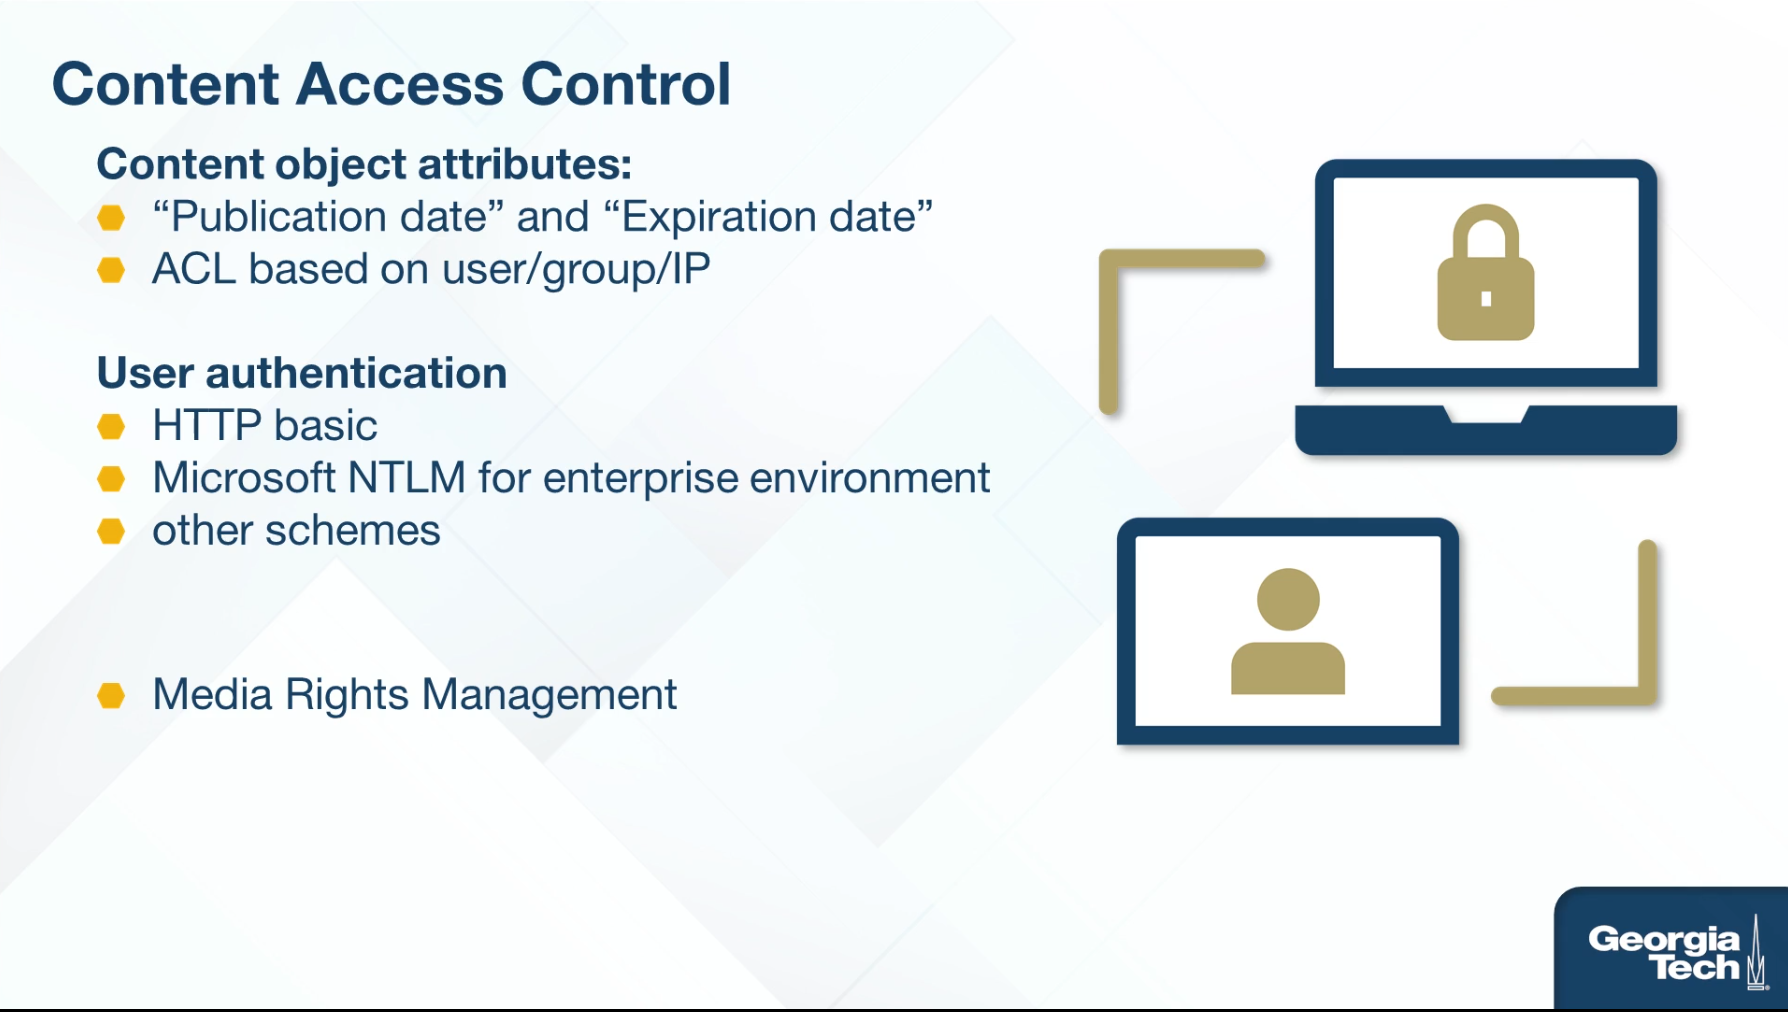 Content Access Control
Content object attributes:
“Publication date” and “Expiration date”
ACL based on user/group/IP
User authentication
HTTP basic
Microsoft NTLM for enterprise environment
other schemes
Media Rights Management
Georgia
Tech